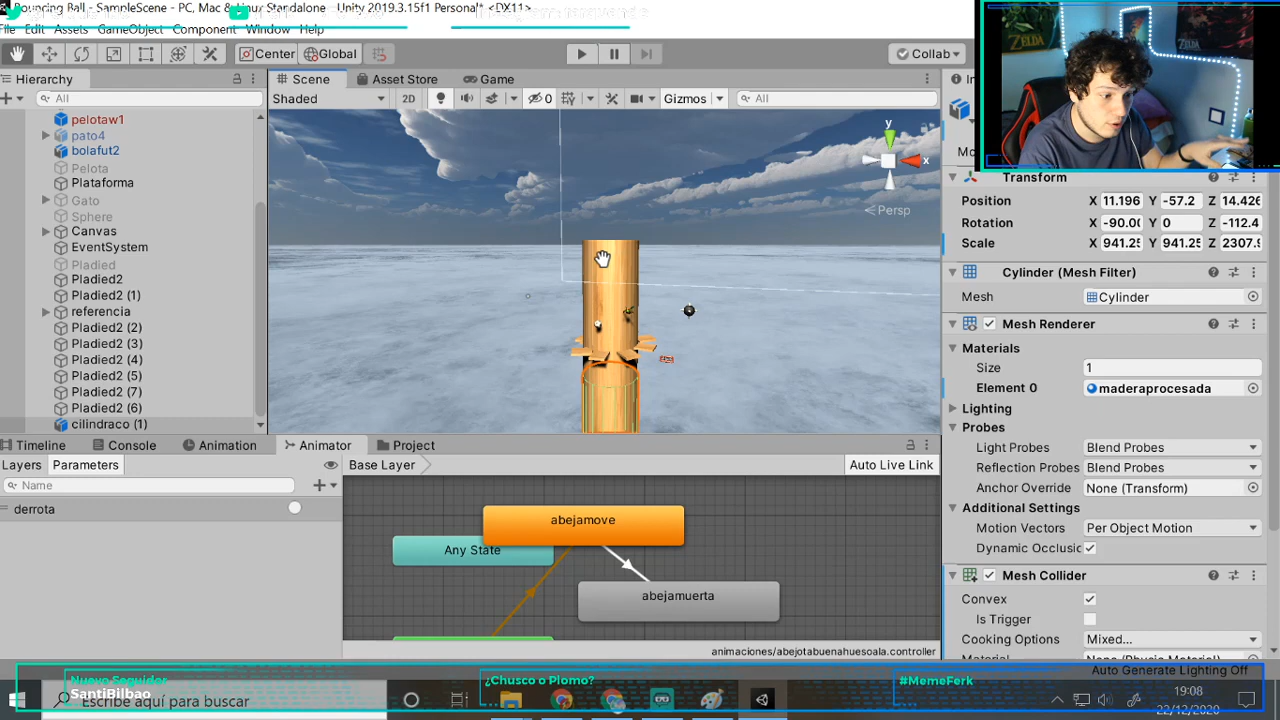 Bouncing Ball - SampleScene - PC, Mac & Linux Standalone - Unity 2019.3.15f1 Personal* <DX11>
File Edit Assets GameObject Component Window Help
Center Global Collab
Hierarchy Scene Asset Store Game
All Shaded 2D 0 Gizmos All
pelotaw1
pato4
bolafut2
Pelota
Plataforma
Gato
Sphere
Canvas
EventSystem
Pladied
Pladied2
Pladied2 (1)
referencia
Pladied2 (2)
Pladied2 (3)
Pladied2 (4)
Pladied2 (5)
Pladied2 (7)
Pladied2 (6)
cilindraco (1)
y
x
Persp
ZELDA
ZELDA
Transform
Position X 11.196 Y -57.2 Z 14.426
Rotation X -90.00 Y 0 Z -112.4
Scale X 941.25 Y 941.25 Z 2307.9
Cylinder (Mesh Filter)
Mesh Cylinder
Mesh Renderer
Materials
Size 1
Element 0 maderaprocesada
Lighting
Probes
Light Probes Blend Probes
Reflection Probes Blend Probes
Anchor Override None (Transform)
Additional Settings
Motion Vectors Per Object Motion
Dynamic Occlusic
Mesh Collider
Convex
Is Trigger
Cooking Options Mixed...
Material None (Physic Material)
Auto Generate Lighting Off
Timeline Console Animation Animator Project
Layers Parameters Base Layer Auto Live Link
Name
derrota
abejamove
Any State
abejamuerta
animaciones/abejotabuenahuesoala.controller
Nuevo Seguidor
SantiBilbao
¿Chusco o Plomo?
#MemeFerk
Escribe aquí para buscar
19:08
22/12/2020